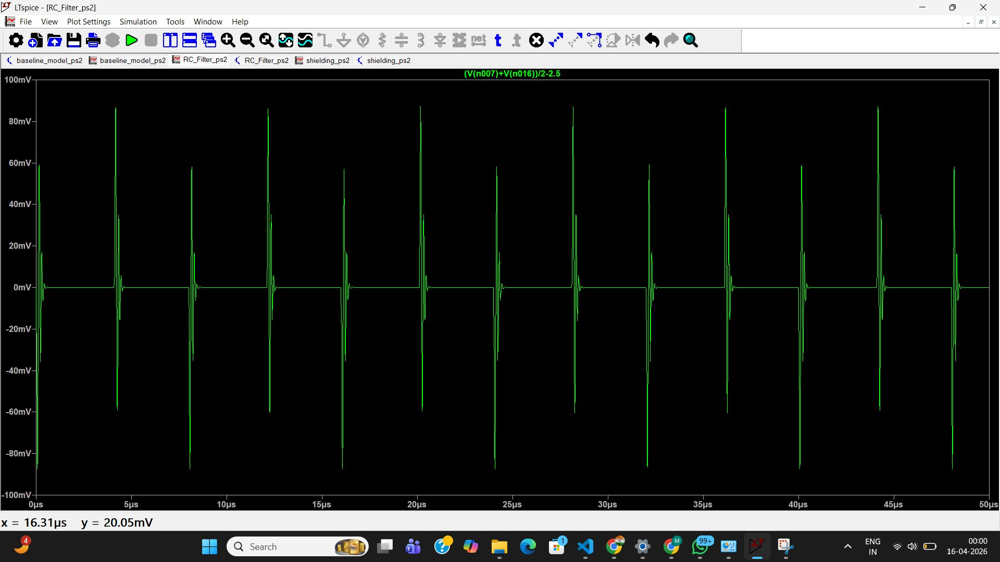 LTspice - [RC_Filter_ps2]
File View Plot Settings Simulation Tools Window Help
net
t
.t
baseline_model_ps2 baseline_model_ps2 RC_Filter_ps2 RC_Filter_ps2 shielding_ps2 shielding_ps2
(V(n007)+V(n016))/2-2.5
100mV
80mV
60mV
40mV
20mV
0mV
-20mV
-40mV
-60mV
-80mV
-100mV
0µs 5µs 10µs 15µs 20µs 25µs 30µs 35µs 40µs 45µs 50µs
x = 16.31µs y = 20.05mV
4
Search
1
M
99+
ENG
IN
00:00
16-04-2026